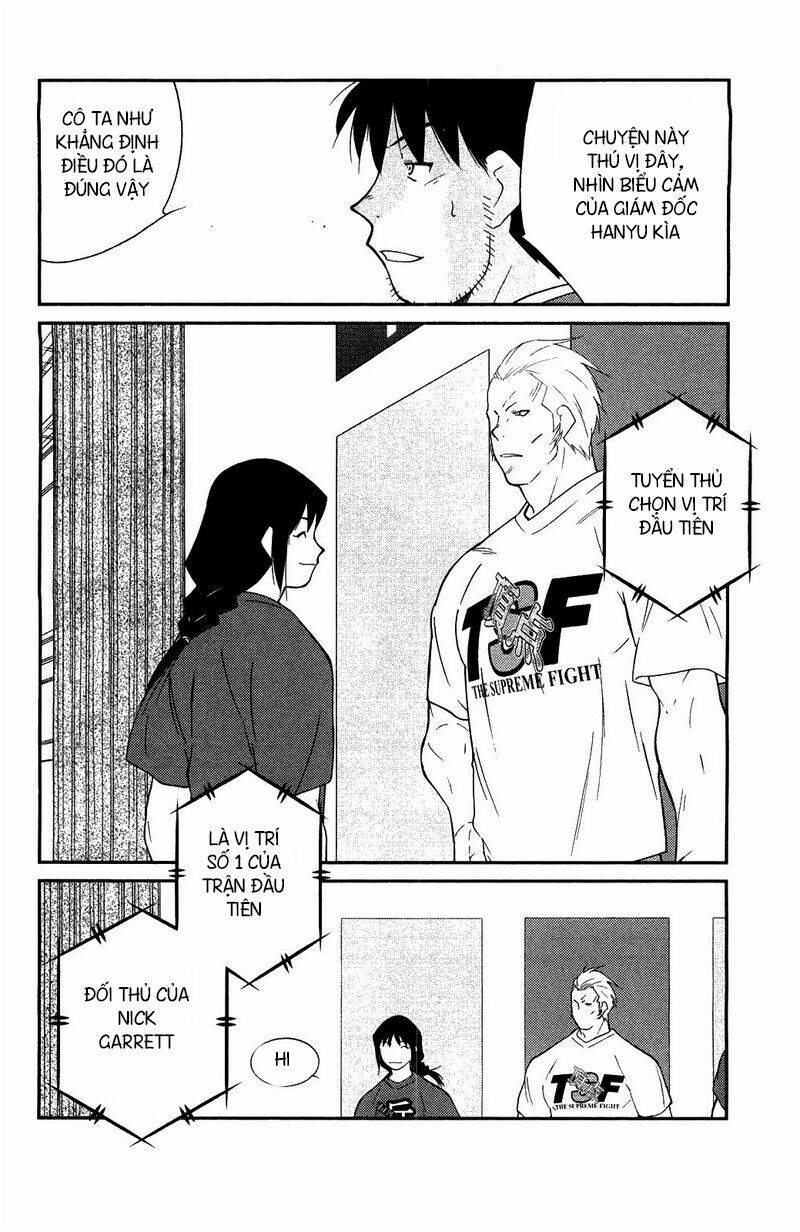 CHUYỆN NÀY
THÚ VỊ ĐÂY,
NHÌN BIỂU CẢM
CỦA GIÁM ĐỐC
HANYU KÌA
CÔ TA NHƯ
KHẲNG ĐỊNH
ĐIỀU ĐÓ LÀ
ĐÚNG VẬY
TUYỂN THỦ
CHỌN VỊ TRÍ
ĐẦU TIÊN
TSF
THE SUPREME FIGHT
LÀ VỊ TRÍ
SỐ 1 CỦA
TRẬN ĐẦU
TIÊN
ĐỐI THỦ CỦA
NICK
GARRETT
HI
TSF
THE SUPREME FIGHT